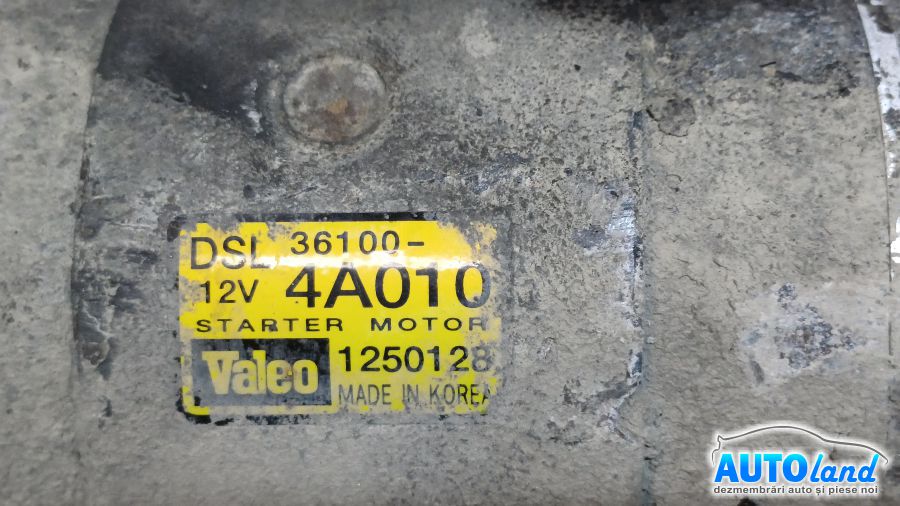 DSL 36100-
12V 4A010
STARTER MOTOR
Valeo 1250128
MADE IN KOREA
AUTOland
dezmembrări auto și piese noi